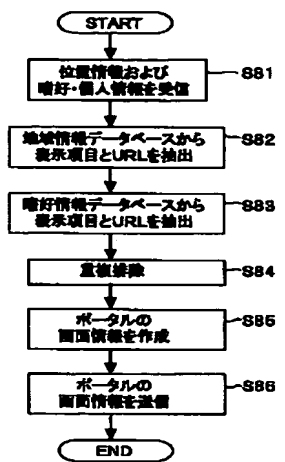 START
位置情報および
嗜好・個人情報を受信
S81
地域情報データベースから
表示項目とURLを抽出
S82
嗜好情報データベースから
表示項目とURLを抽出
S83
重複排除
S84
ポータルの
画面情報を作成
S85
ポータルの
画面情報を送信
S86
END